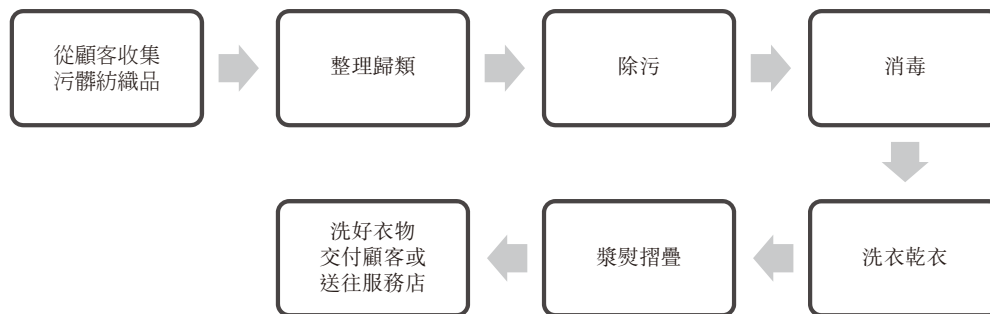 從顧客收集
污髒紡織品
整理歸類
除污
消毒
洗衣乾衣
漿熨摺疊
洗好衣物
交付顧客或
送往服務店